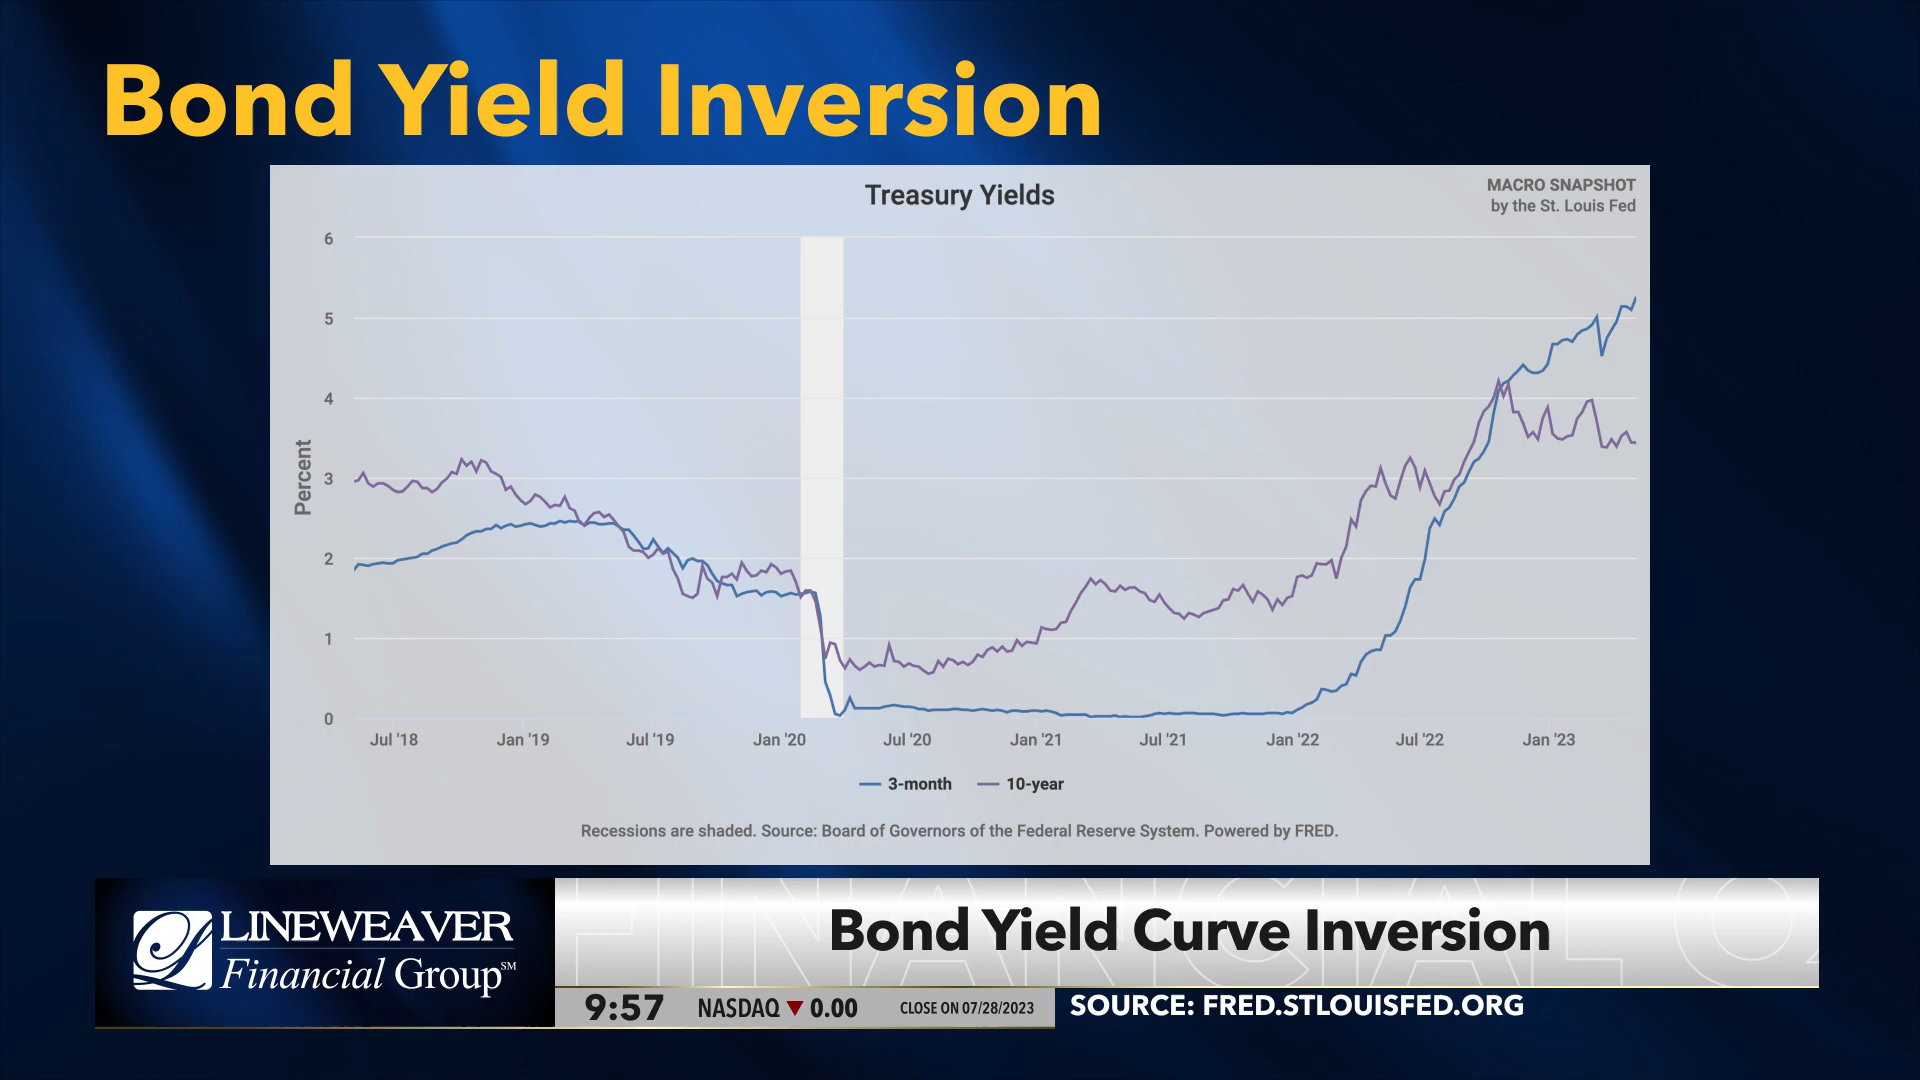 Bond Yield Inversion
Treasury Yields
MACRO SNAPSHOT
by the St. Louis Fed
Percent
6
5
4
3
2
1
0
Jul '18 Jan '19 Jul '19 Jan '20 Jul '20 Jan '21 Jul '21 Jan '22 Jul '22 Jan '23
3-month 10-year
Recessions are shaded. Source: Board of Governors of the Federal Reserve System. Powered by FRED.
LINEWEAVER
Financial Group℠
FINANCIAL Q
Bond Yield Curve Inversion
9:57 NASDAQ ▼ 0.00 CLOSE ON 07/28/2023 SOURCE: FRED.STLOUISFED.ORG